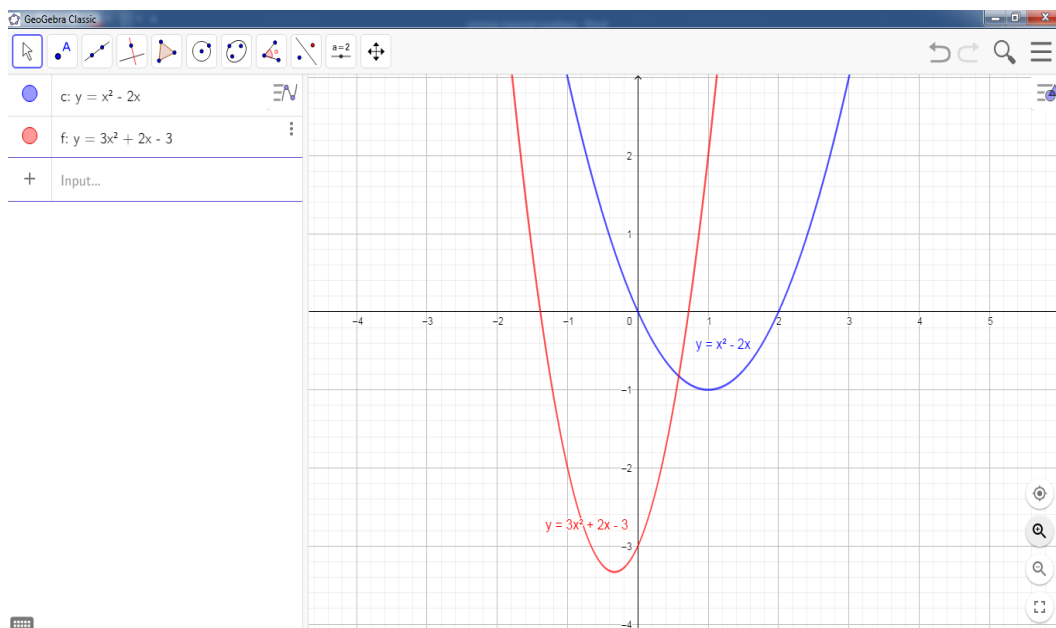 GeoGebra Classic
A
a=2
c: y = x² - 2x
f: y = 3x² + 2x - 3
+ Input...
2
1
-4 -3 -2 -1 0 1 2 3 4 5
y = x² - 2x
-1
-2
y = 3x² + 2x - 3
-3
-4